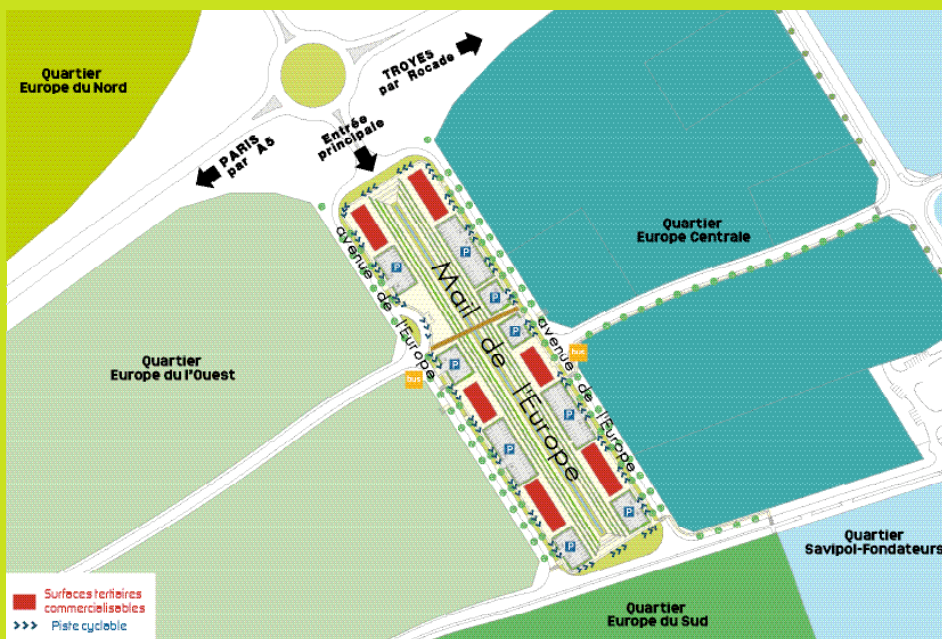 Quartier
Europe du Nord
TROYES
par Rocade
PARIS
par A5
Entrée
principale
Quartier
Europe Centrale
avenue de l'Europe
Mail de l'Europe
avenue de l'Europe
P
P
P
P
P
P
P
P
P
P
bus
bus
Quartier
Europe du l'Ouest
Quartier
Savipol-Fondateurs
Quartier
Europe du Sud
Surfaces tertiaires
commercialisables
Piste cyclable